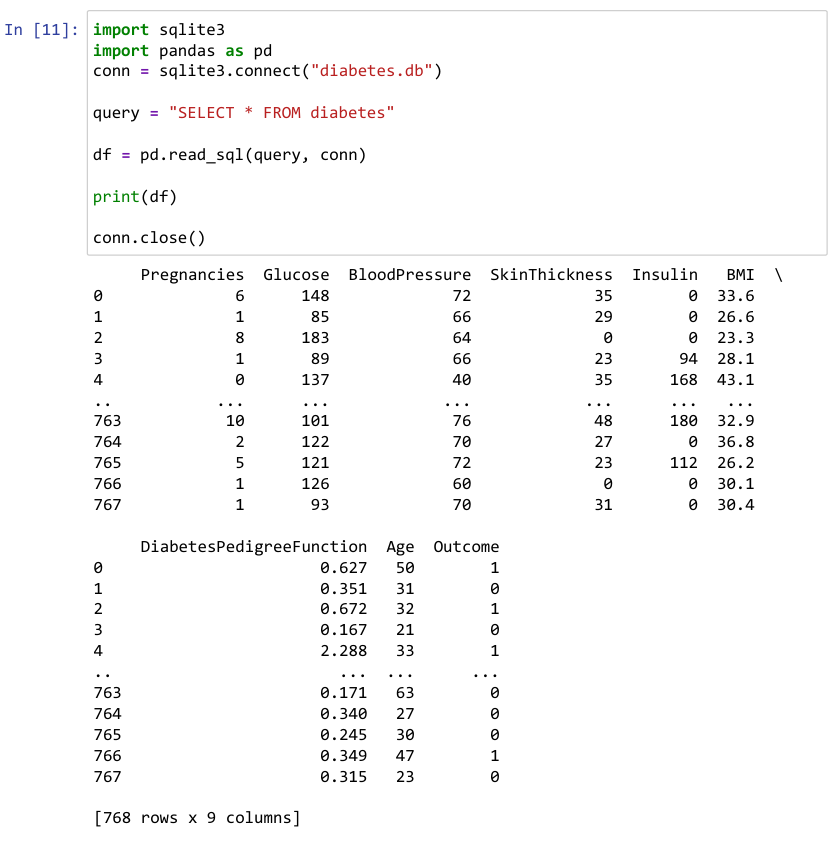 In [11]: import sqlite3
import pandas as pd
conn = sqlite3.connect("diabetes.db")
query = "SELECT * FROM diabetes"
df = pd.read_sql(query, conn)
print(df)
conn.close()
     Pregnancies  Glucose  BloodPressure  SkinThickness  Insulin   BMI  \
0              6      148             72             35        0  33.6
1              1       85             66             29        0  26.6
2              8      183             64              0        0  23.3
3              1       89             66             23       94  28.1
4              0      137             40             35      168  43.1
..           ...      ...            ...            ...      ...   ...
763           10      101             76             48      180  32.9
764            2      122             70             27        0  36.8
765            5      121             72             23      112  26.2
766            1      126             60              0        0  30.1
767            1       93             70             31        0  30.4
     DiabetesPedigreeFunction  Age  Outcome
0                       0.627   50        1
1                       0.351   31        0
2                       0.672   32        1
3                       0.167   21        0
4                       2.288   33        1
..                        ...  ...      ...
763                     0.171   63        0
764                     0.340   27        0
765                     0.245   30        0
766                     0.349   47        1
767                     0.315   23        0
[768 rows x 9 columns]